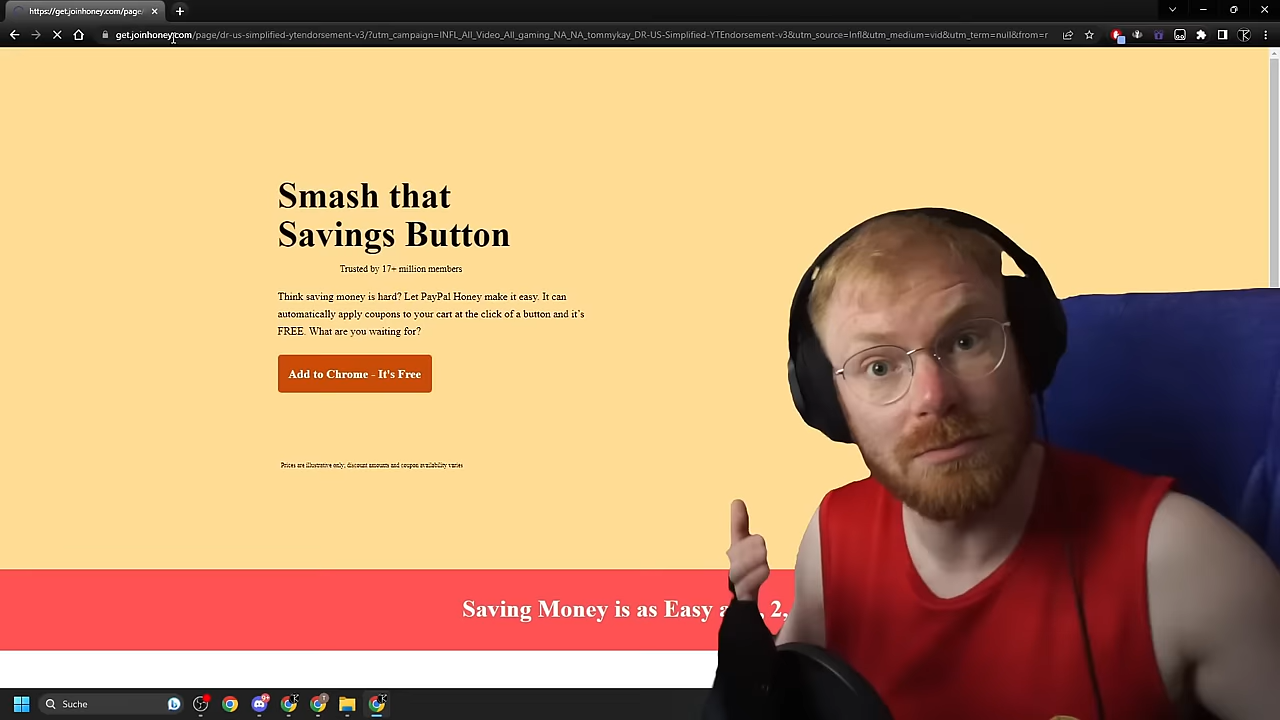 https://get.joinhoney.com/page/
get.joinhoney.com/page/dr-us-simplified-ytendorsement-v3/?utm_campaign=INFL_All_Video_All_gaming_NA_NA_tommykay_DR-US-Simplified-YTEndorsement-v3&utm_source=Infl&utm_medium=vid&utm_term=null&from=r
Smash that
Savings Button
Trusted by 17+ million members
Think saving money is hard? Let PayPal Honey make it easy. It can
automatically apply coupons to your cart at the click of a button and it's
FREE. What are you waiting for?
Add to Chrome - It's Free
Prices are illustrative only; discount amounts and coupon availability varies
Saving Money is as Easy a , 2,
Suche